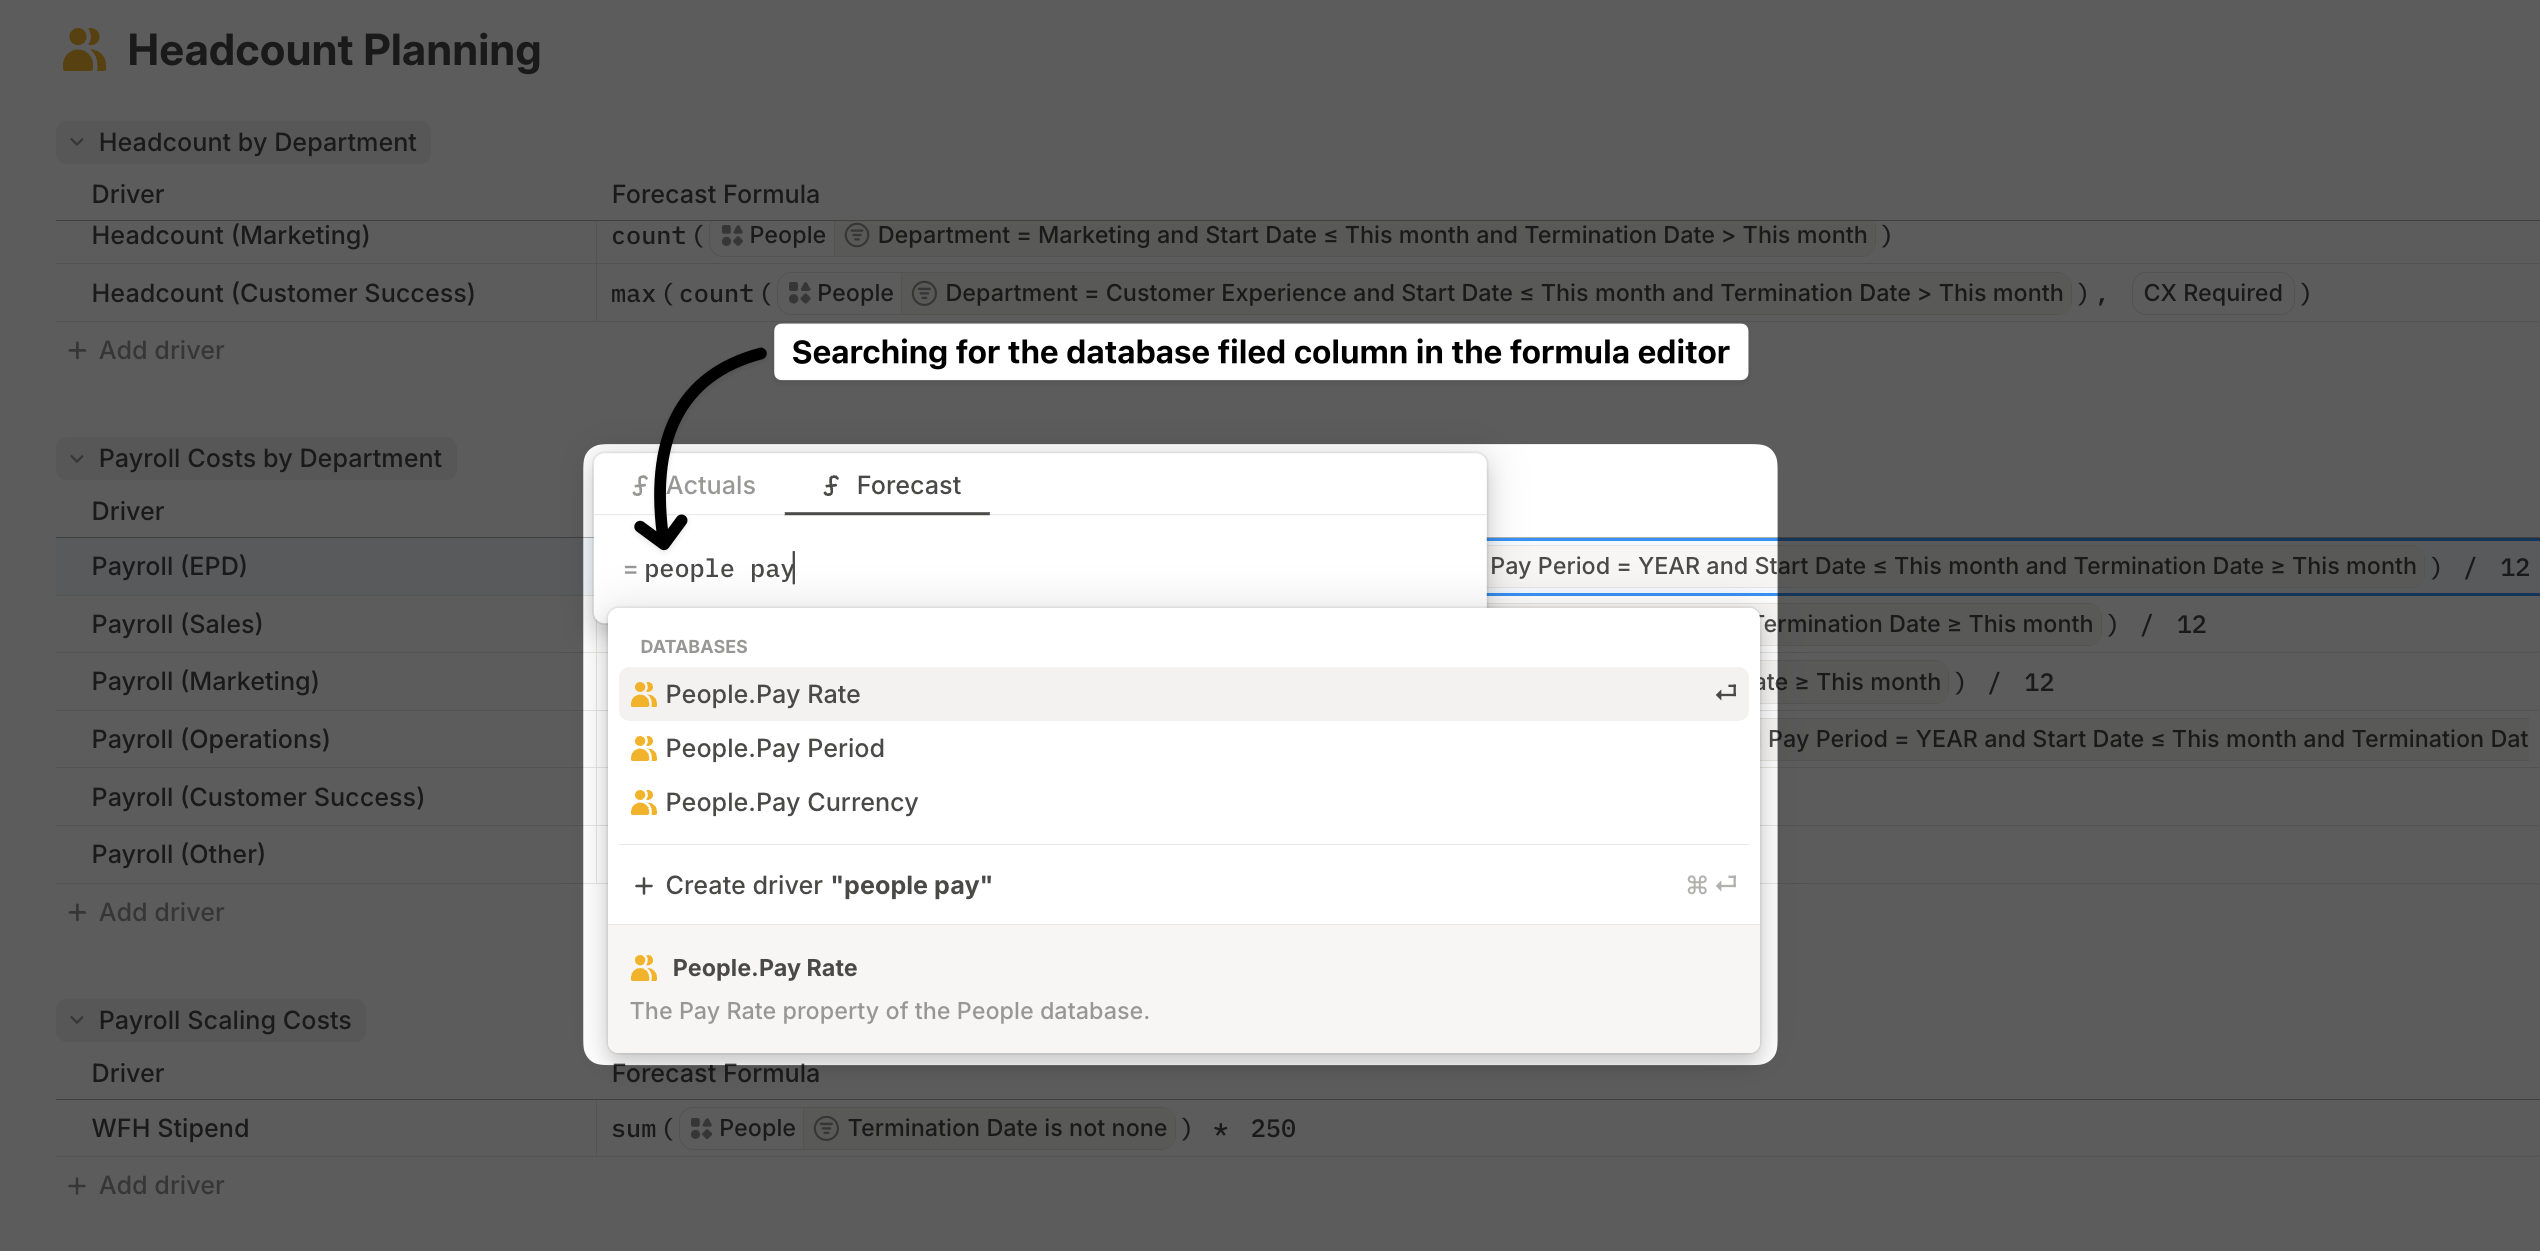 Headcount Planning
Headcount by Department
Driver Forecast Formula
Headcount (Marketing) count ( People Department = Marketing and Start Date ≤ This month and Termination Date > This month )
Headcount (Customer Success) max ( count ( People Department = Customer Experience and Start Date ≤ This month and Termination Date > This month ) , CX Required )
+ Add driver
Searching for the database filed column in the formula editor
Payroll Costs by Department
Actuals Forecast
Driver
= people pay
Payroll (EPD) Pay Period = YEAR and Start Date ≤ This month and Termination Date ≥ This month ) / 12
Payroll (Sales) Termination Date ≥ This month ) / 12
Payroll (Marketing) ate ≥ This month ) / 12
Payroll (Operations) Pay Period = YEAR and Start Date ≤ This month and Termination Dat
Payroll (Customer Success)
Payroll (Other)
+ Add driver
DATABASES
People.Pay Rate
People.Pay Period
People.Pay Currency
+ Create driver "people pay" ⌘
People.Pay Rate
The Pay Rate property of the People database.
Payroll Scaling Costs
Driver Forecast Formula
WFH Stipend sum ( People Termination Date is not none ) * 250
+ Add driver